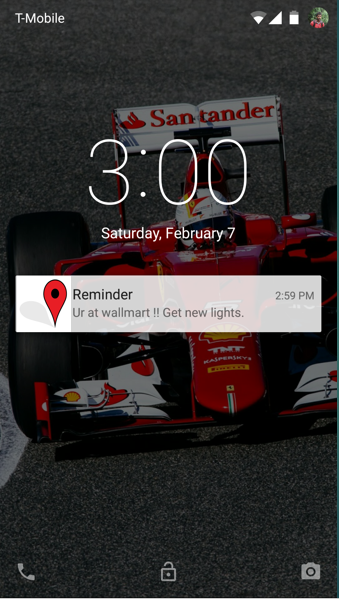 T-Mobile
Santander
3:00
Saturday, February 7
Reminder
2:59 PM
Ur at wallmart !! Get new lights.
Shell
TNT
KASPERSKY